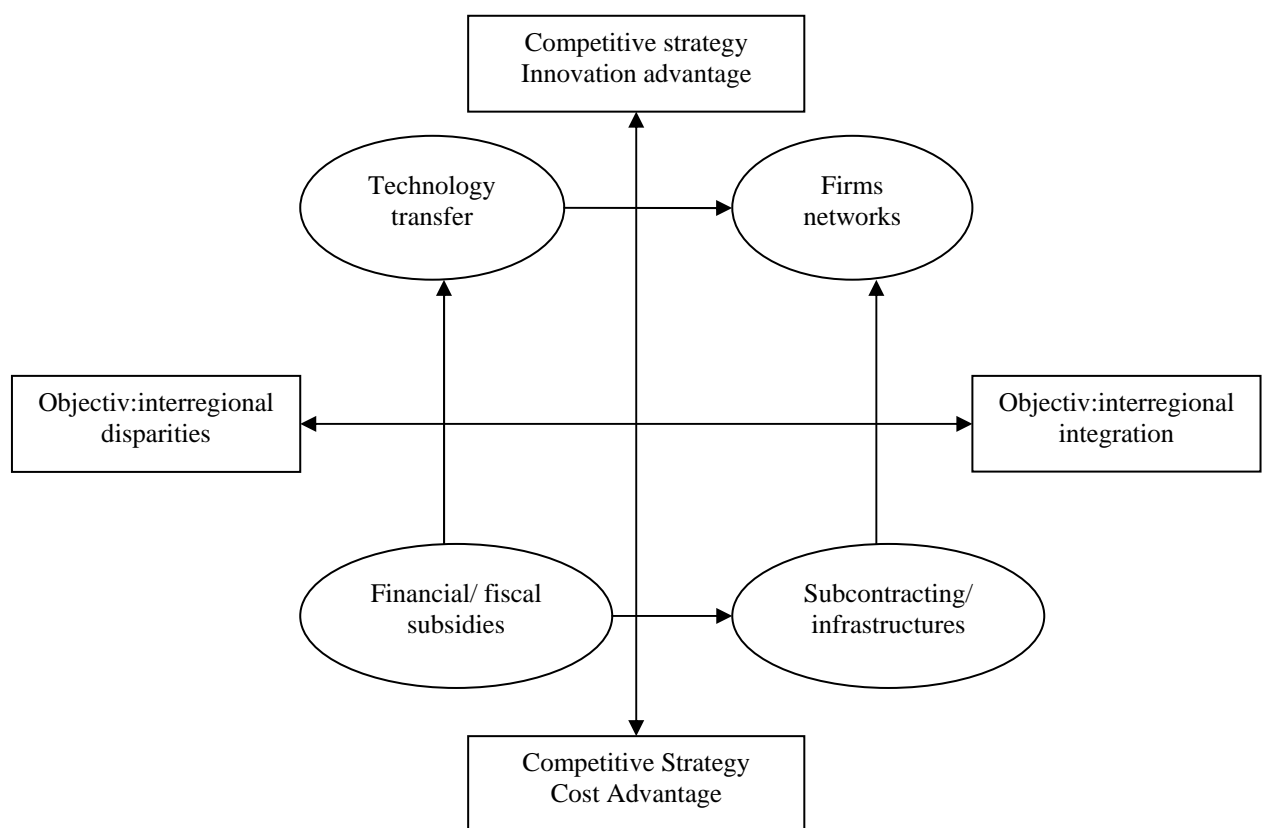 Competitive strategy
Innovation advantage
Technology
transfer
Firms
networks
Objectiv:interregional
disparities
Objectiv:interregional
integration
Financial/ fiscal
subsidies
Subcontracting/
infrastructures
Competitive Strategy
Cost Advantage